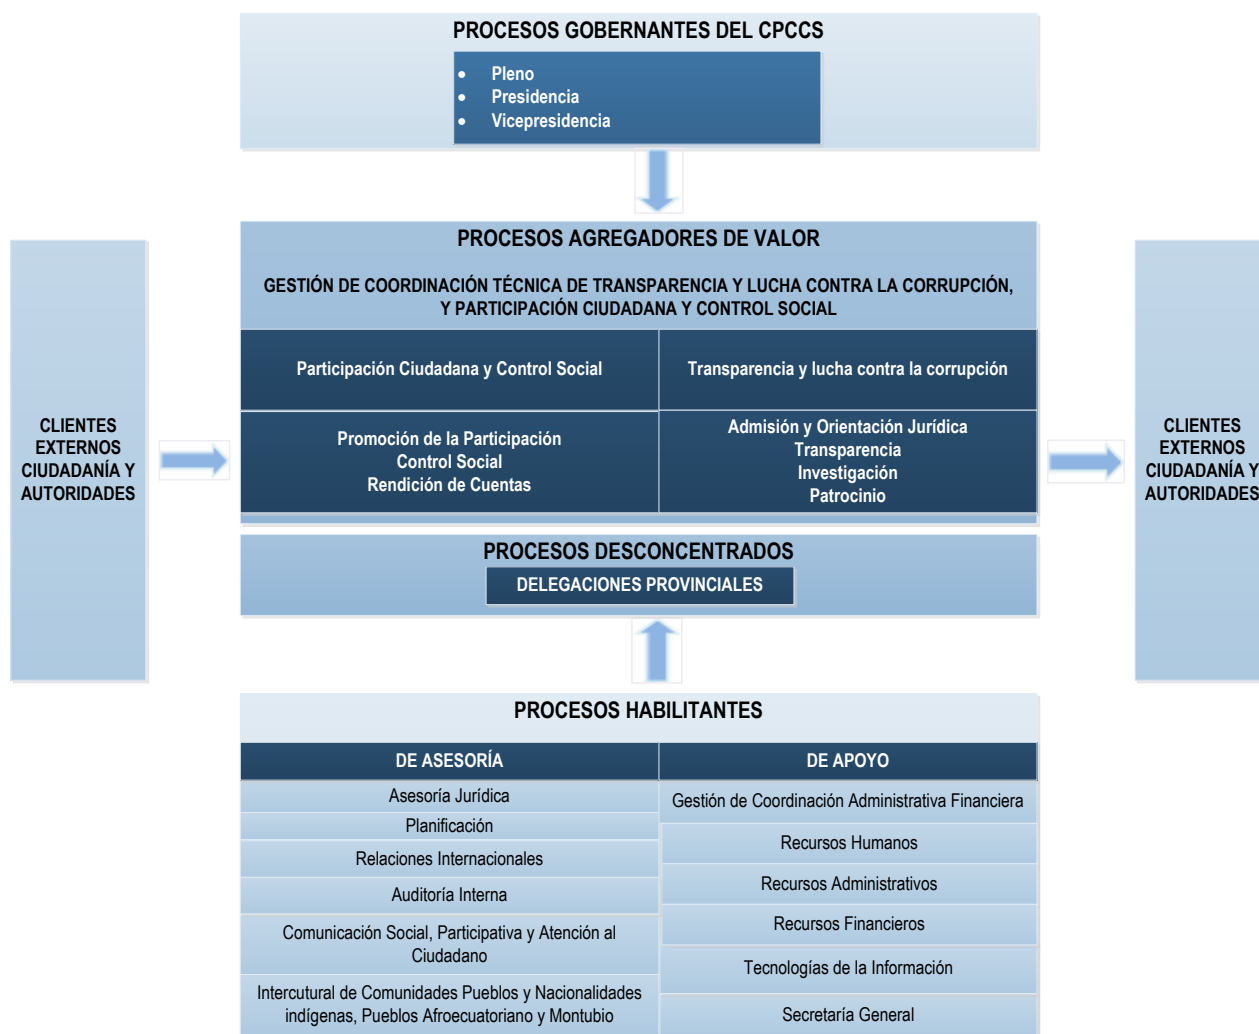 PROCESOS GOBERNANTES DEL CPCCS
• Pleno
• Presidencia
• Vicepresidencia
PROCESOS AGREGADORES DE VALOR
GESTIÓN DE COORDINACIÓN TÉCNICA DE TRANSPARENCIA Y LUCHA CONTRA LA CORRUPCIÓN,
Y PARTICIPACIÓN CIUDADANA Y CONTROL SOCIAL
Participación Ciudadana y Control Social
Transparencia y lucha contra la corrupción
Promoción de la Participación
Control Social
Rendición de Cuentas
Admisión y Orientación Jurídica
Transparencia
Investigación
Patrocinio
CLIENTES
EXTERNOS
CIUDADANÍA Y
AUTORIDADES
CLIENTES
EXTERNOS
CIUDADANÍA Y
AUTORIDADES
PROCESOS DESCONCENTRADOS
DELEGACIONES PROVINCIALES
PROCESOS HABILITANTES
DE ASESORÍA
Asesoría Jurídica
Planificación
Relaciones Internacionales
Auditoría Interna
Comunicación Social, Participativa y Atención al
Ciudadano
Intercutural de Comunidades Pueblos y Nacionalidades
indígenas, Pueblos Afroecuatoriano y Montubio
DE APOYO
Gestión de Coordinación Administrativa Financiera
Recursos Humanos
Recursos Administrativos
Recursos Financieros
Tecnologías de la Información
Secretaría General